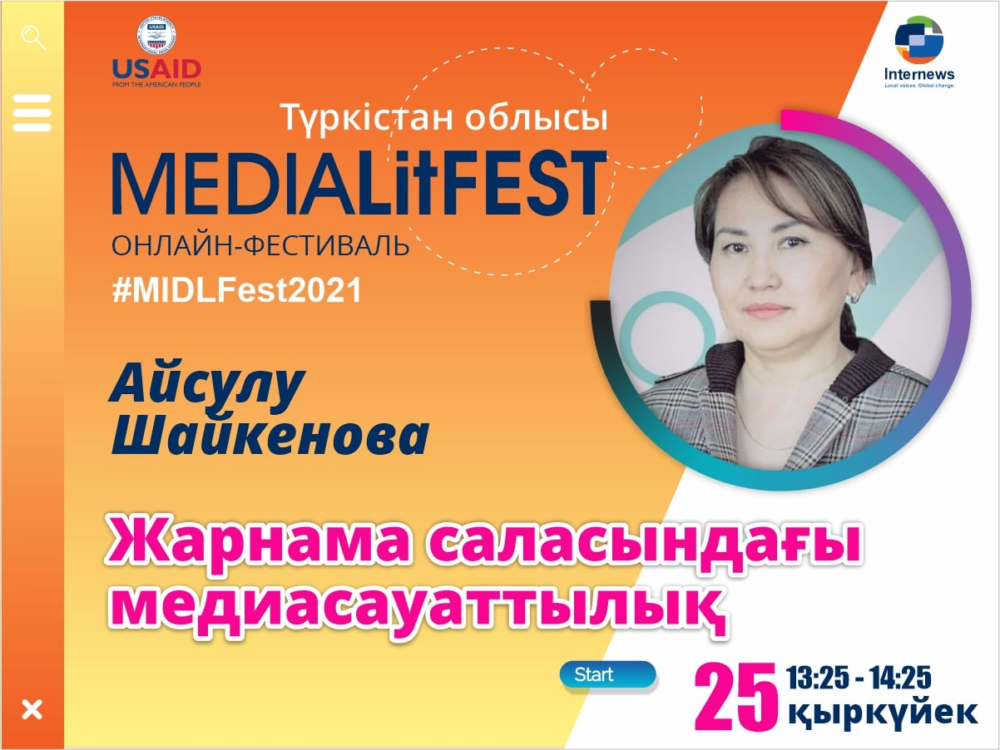 USAID
FROM THE AMERICAN PEOPLE
Internews
Local voices. Global change.
Түркістан облысы
MEDIALitFEST
ОНЛАЙН-ФЕСТИВАЛЬ
#MIDLFest2021
Айсулу
Шайкенова
Жарнама саласындағы
медиасауаттылық
Start
25
13:25 - 14:25
қыркүйек